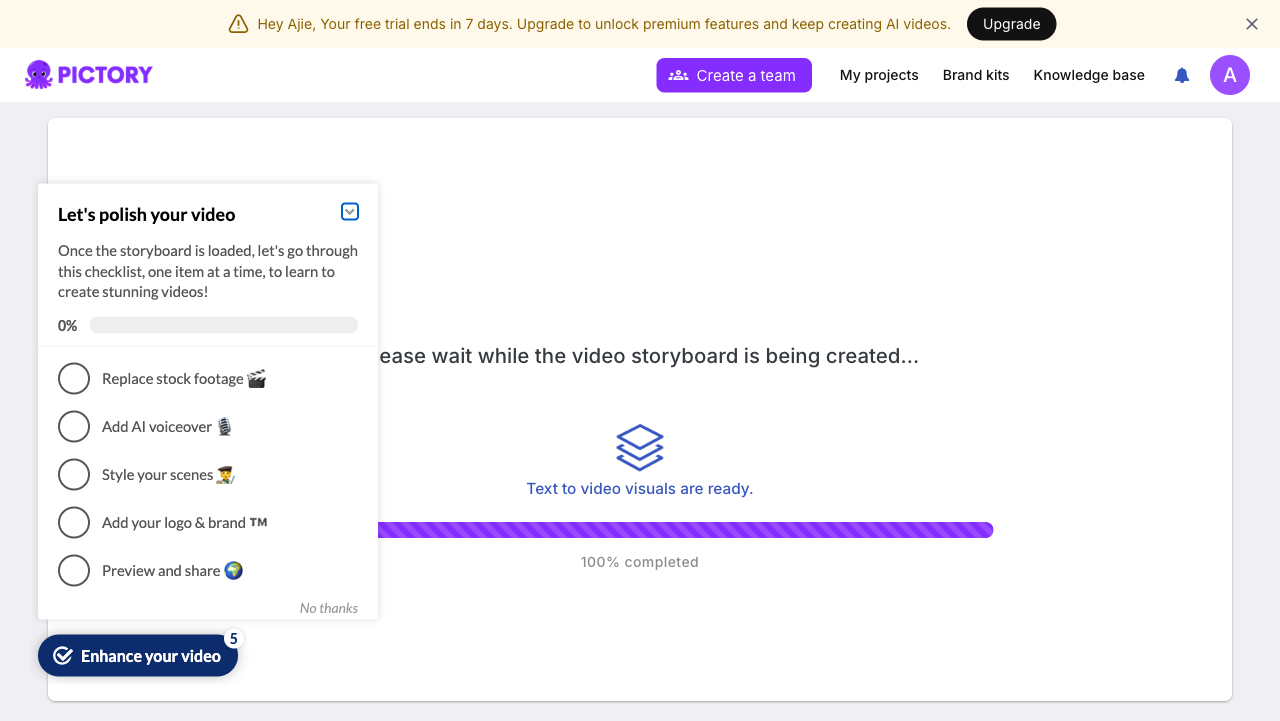 Hey Ajie, Your free trial ends in 7 days. Upgrade to unlock premium features and keep creating AI videos.
Upgrade
PICTORY
Create a team
My projects
Brand kits
Knowledge base
A
Let's polish your video
Once the storyboard is loaded, let's go through
this checklist, one item at a time, to learn to
create stunning videos!
0%
Replace stock footage
Add AI voiceover
Style your scenes
Add your logo & brand ™
Preview and share
No thanks
Enhance your video
5
ease wait while the video storyboard is being created...
Text to video visuals are ready.
100% completed